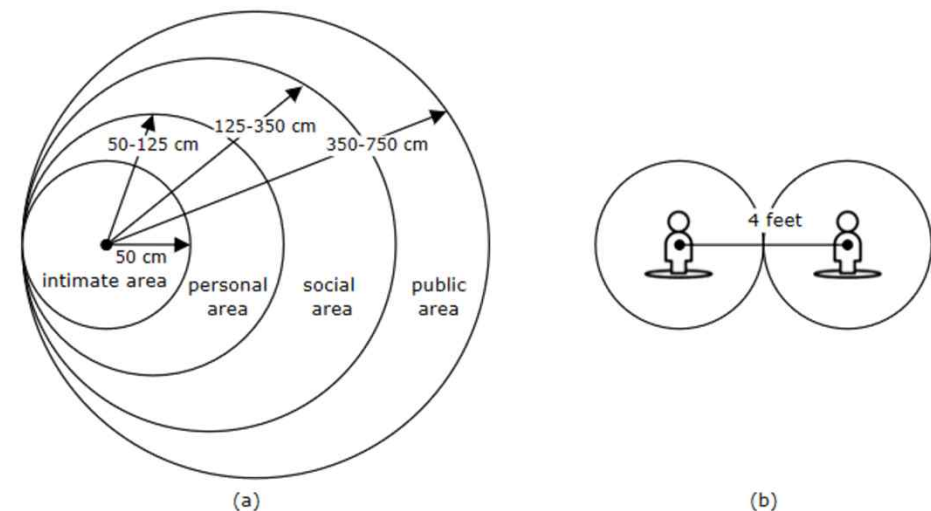 50-125 cm
125-350 cm
350-750 cm
50 cm
intimate area
personal
area
social
area
public
area
(a)
4 feet
(b)